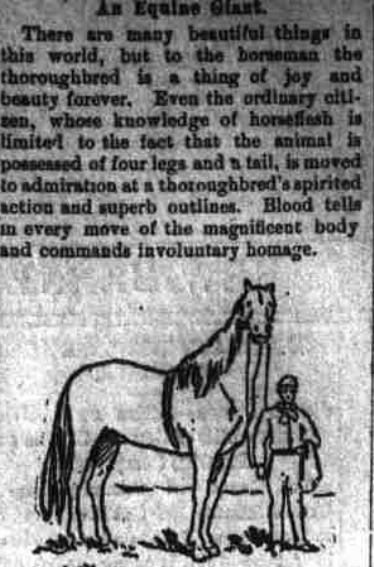 An Equine Giant.
There are many beautiful things in
this world, but to the horseman the
thoroughbred is a thing of joy and
beauty forever. Even the ordinary citi-
zen, whose knowledge of horseflesh is
limited to the fact that the animal is
possessed of four legs and a tail, is moved
to admiration at a thoroughbred's spirited
action and superb outlines. Blood tells
in every move of the magnificent body
and commands involuntary homage.